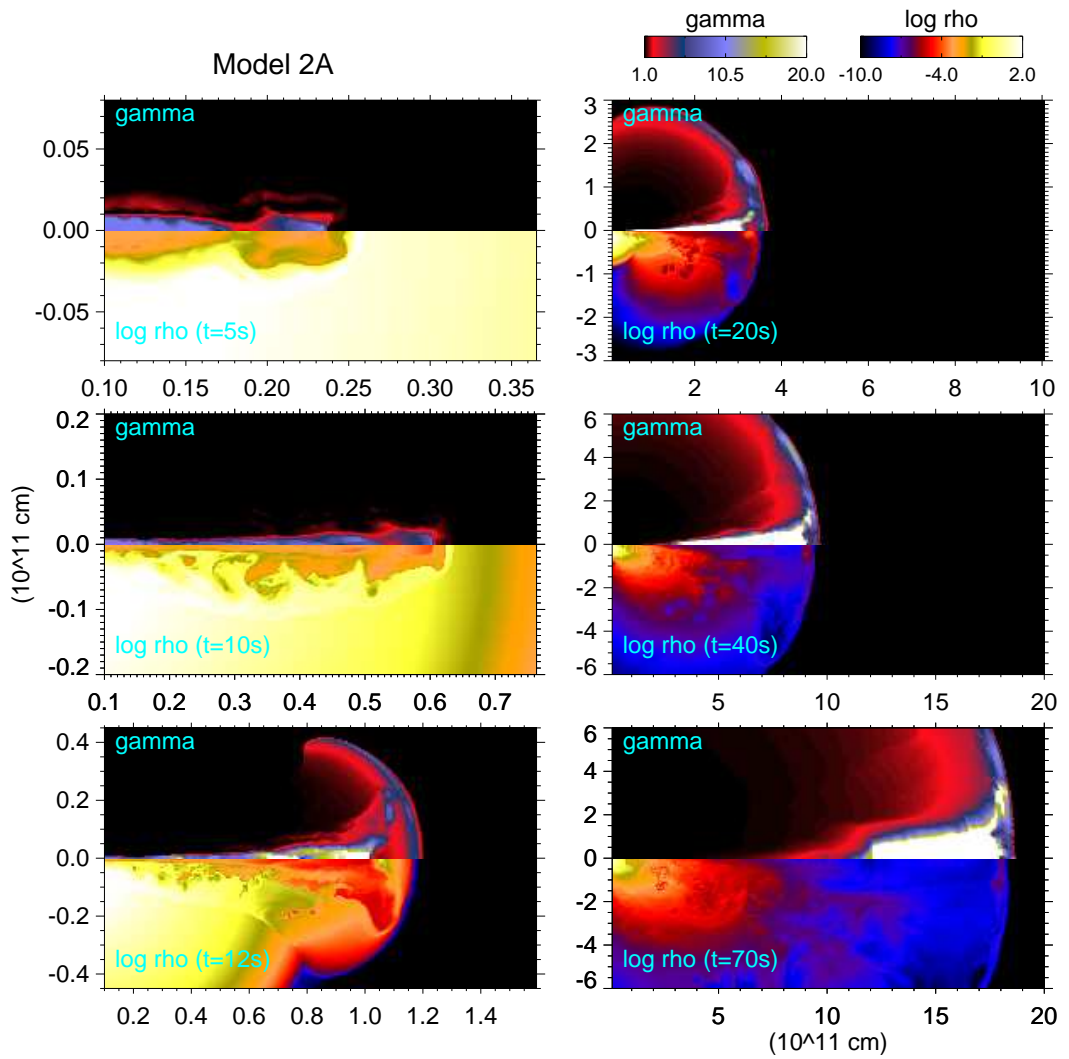 Model 2A
gamma
1.0 10.5 20.0
log rho
-10.0 -4.0 2.0
gamma
0.05
0.00
-0.05
log rho (t=5s)
0.10 0.15 0.20 0.25 0.30 0.35
gamma
3
2
1
0
-1
-2
-3
log rho (t=20s)
2 4 6 8 10
(10^11 cm)
gamma
0.2
0.1
0.0
-0.1
-0.2
log rho (t=10s)
0.1 0.2 0.3 0.4 0.5 0.6 0.7
gamma
6
4
2
0
-2
-4
-6
log rho (t=40s)
5 10 15 20
gamma
0.4
0.2
0.0
-0.2
-0.4
log rho (t=12s)
0.2 0.4 0.6 0.8 1.0 1.2 1.4
gamma
6
4
2
0
-2
-4
-6
log rho (t=70s)
5 10 15 20
(10^11 cm)